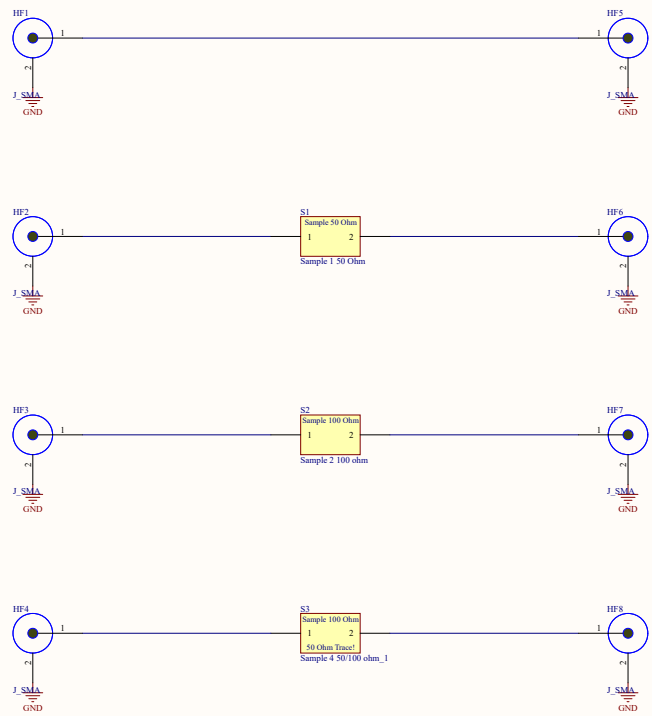 HF1
HF5
1
1
2
2
J_SMA
J_SMA
GND
GND
S1
HF2
HF6
Sample 50 Ohm
1
1 2
1
Sample 1 50 Ohm
2
2
J_SMA
J_SMA
GND
GND
HF3
S2
HF7
Sample 100 Ohm
1
1 2
1
Sample 2 100 ohm
2
2
J_SMA
J_SMA
GND
GND
HF4
S3
HF8
Sample 100 Ohm
1
1 2
1
50 Ohm Trace!
Sample 4 50/100 ohm_1
2
2
J_SMA
J_SMA
GND
GND